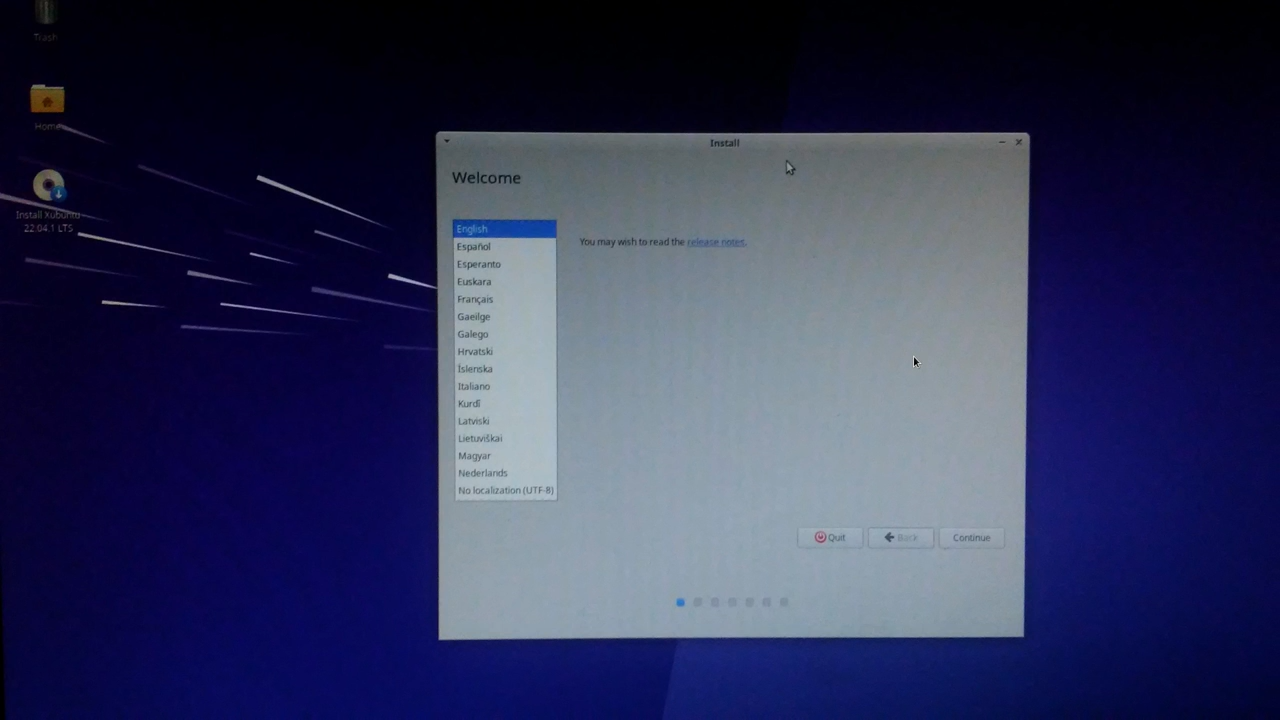 Trash
Home
Install Xubuntu
22.04.1 LTS
Install
Welcome
English
Español
Esperanto
Euskara
Français
Gaeilge
Galego
Hrvatski
Íslenska
Italiano
Kurdî
Latviski
Lietuviškai
Magyar
Nederlands
No localization (UTF-8)
You may wish to read the release notes.
Quit
Back
Continue